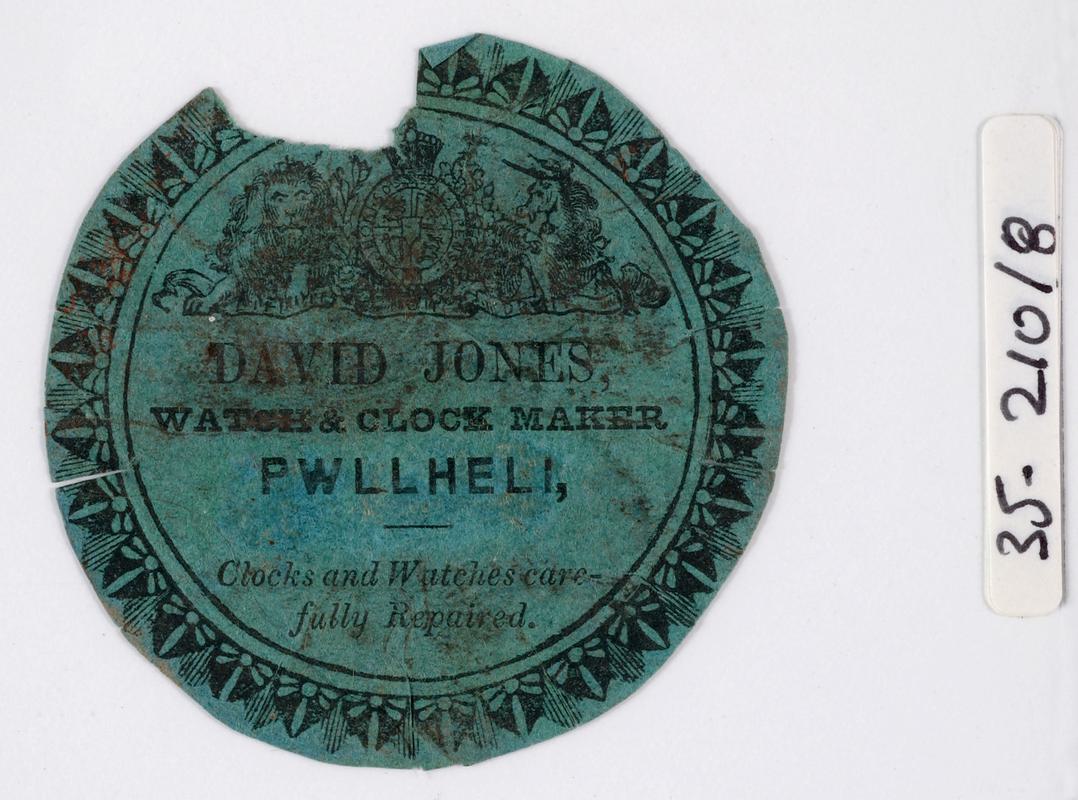 DAVID JONES,
WATCH & CLOCK MAKER
PWLLHELI,
Clocks and Watches care-
fully Repaired.
35.210/8